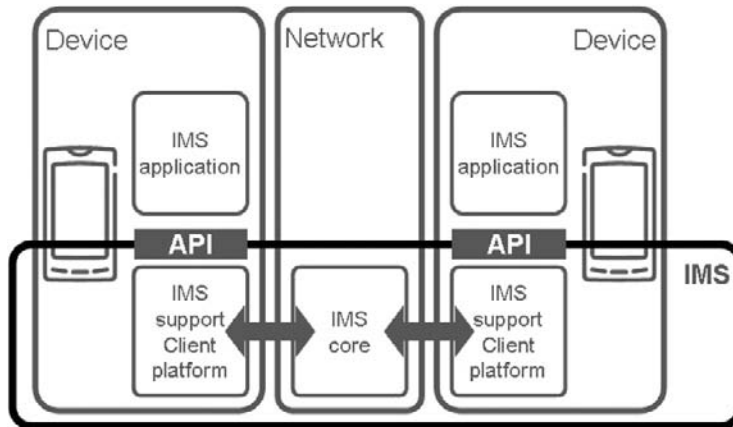 Device
Network
Device
IMS
application
IMS
application
API
API
IMS
IMS
support
Client
platform
IMS
core
IMS
support
Client
platform